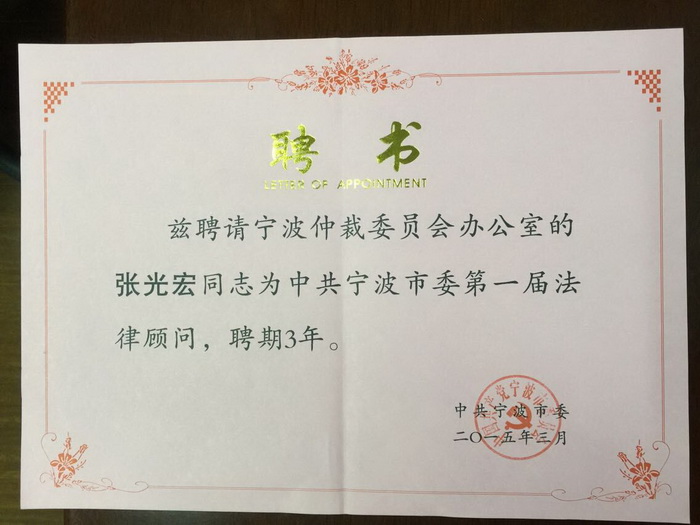 聘书
LETTER OF APPOINTMENT
兹聘请宁波仲裁委员会办公室的
张光宏同志为中共宁波市委第一届法
律顾问，聘期3年。
中共宁波市委
二〇一五年三月